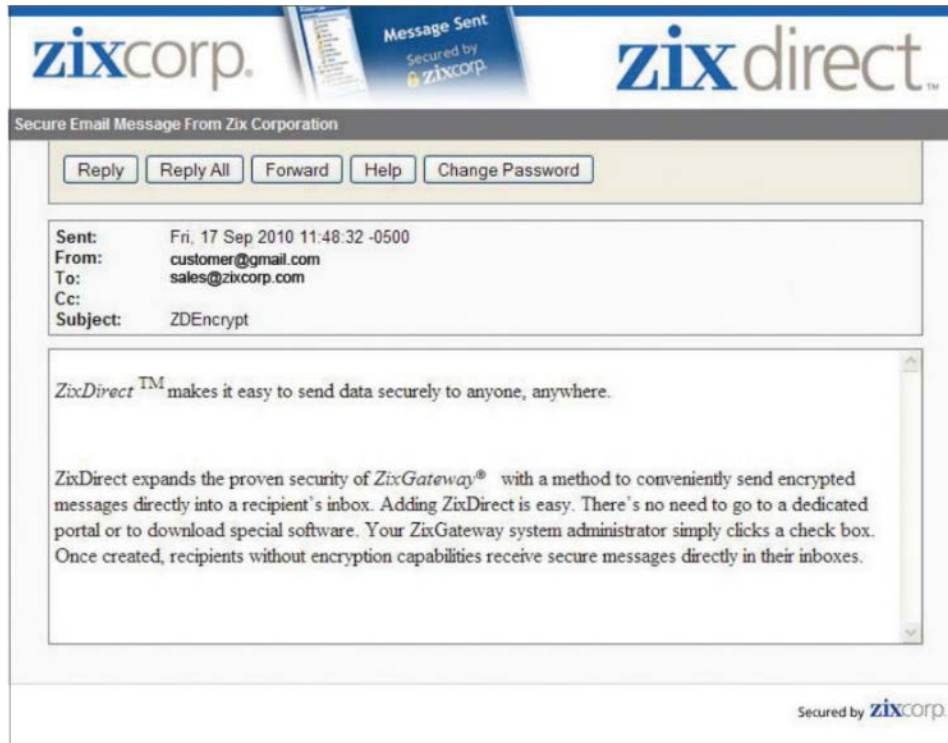 zixcorp.
Message Sent
Secured by
zixcorp.
zixdirect.™
Secure Email Message From Zix Corporation
Reply Reply All Forward Help Change Password
Sent: Fri, 17 Sep 2010 11:48:32 -0500
From: customer@gmail.com
To: sales@zixcorp.com
Cc:
Subject: ZDEncrypt
ZixDirect TM makes it easy to send data securely to anyone, anywhere.
ZixDirect expands the proven security of ZixGateway® with a method to conveniently send encrypted
messages directly into a recipient's inbox. Adding ZixDirect is easy. There's no need to go to a dedicated
portal or to download special software. Your ZixGateway system administrator simply clicks a check box.
Once created, recipients without encryption capabilities receive secure messages directly in their inboxes.
Secured by zixcorp.